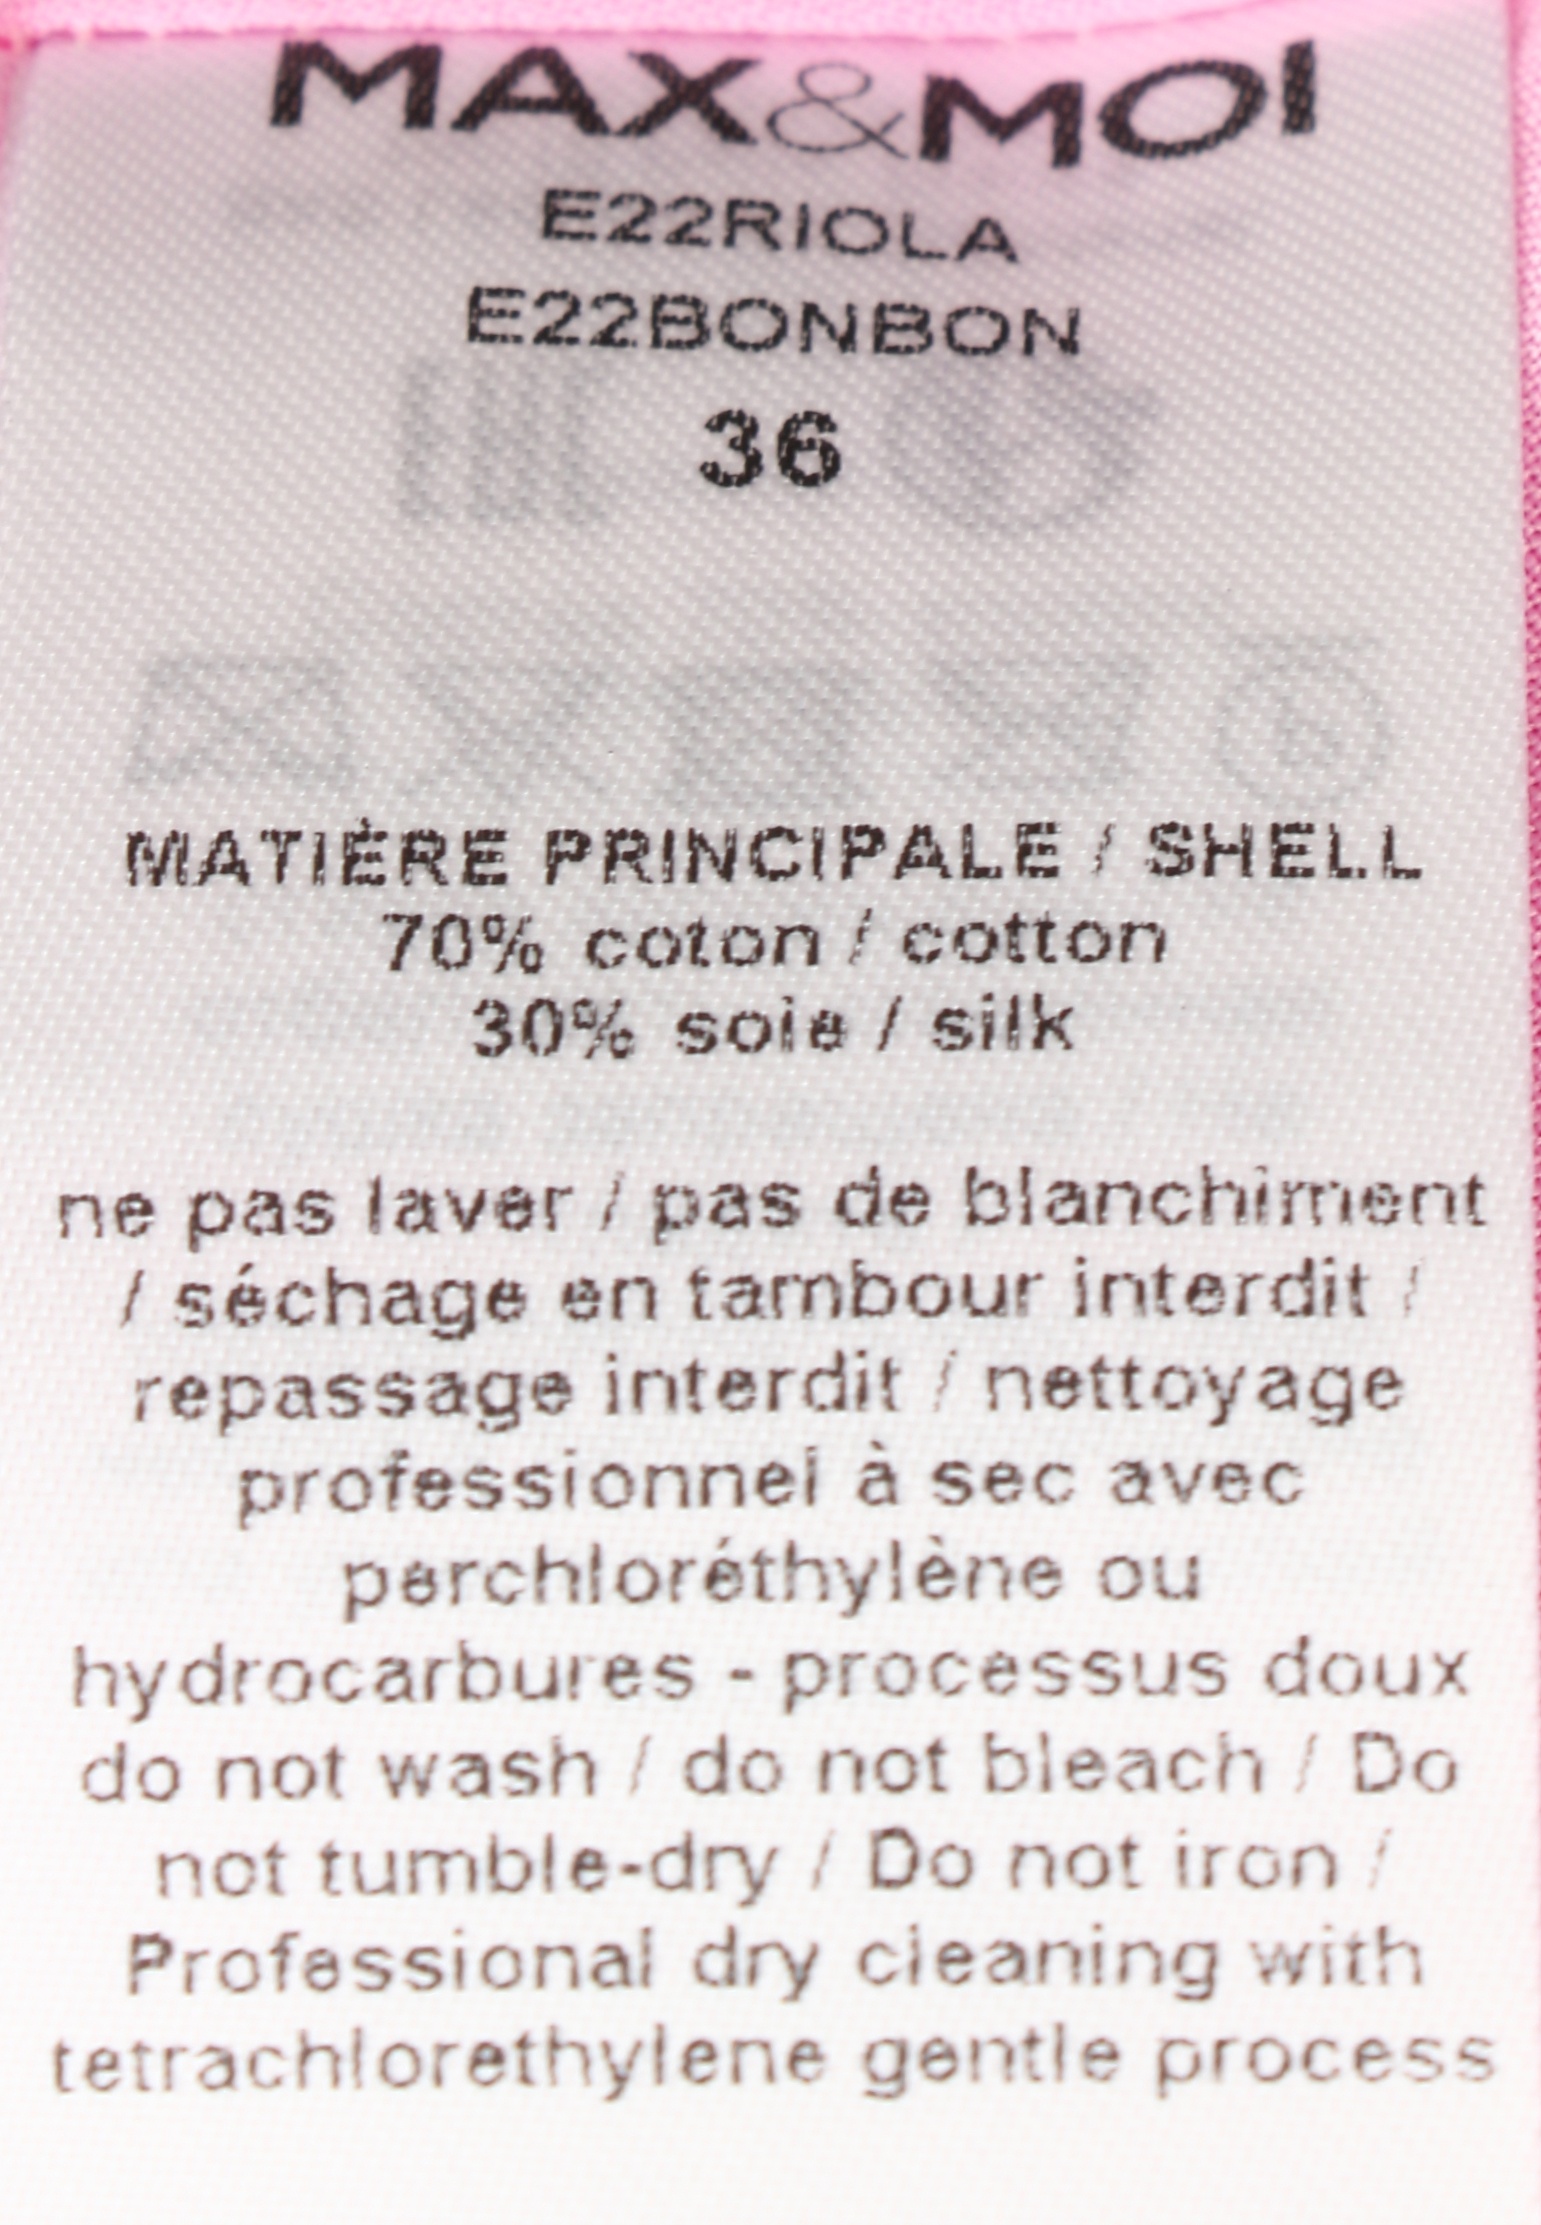 MAX&MOI
E22RIOLA
E22BONBON
36
MATIÈRE PRINCIPALE / SHELL
70% coton / cotton
30% soie / silk
ne pas laver / pas de blanchiment
/ séchage en tambour interdit /
repassage interdit / nettoyage
professionnel à sec avec
perchloréthylène ou
hydrocarbures - processus doux
do not wash / do not bleach / Do
not tumble-dry / Do not iron /
Professional dry cleaning with
tetrachlorethylene gentle process